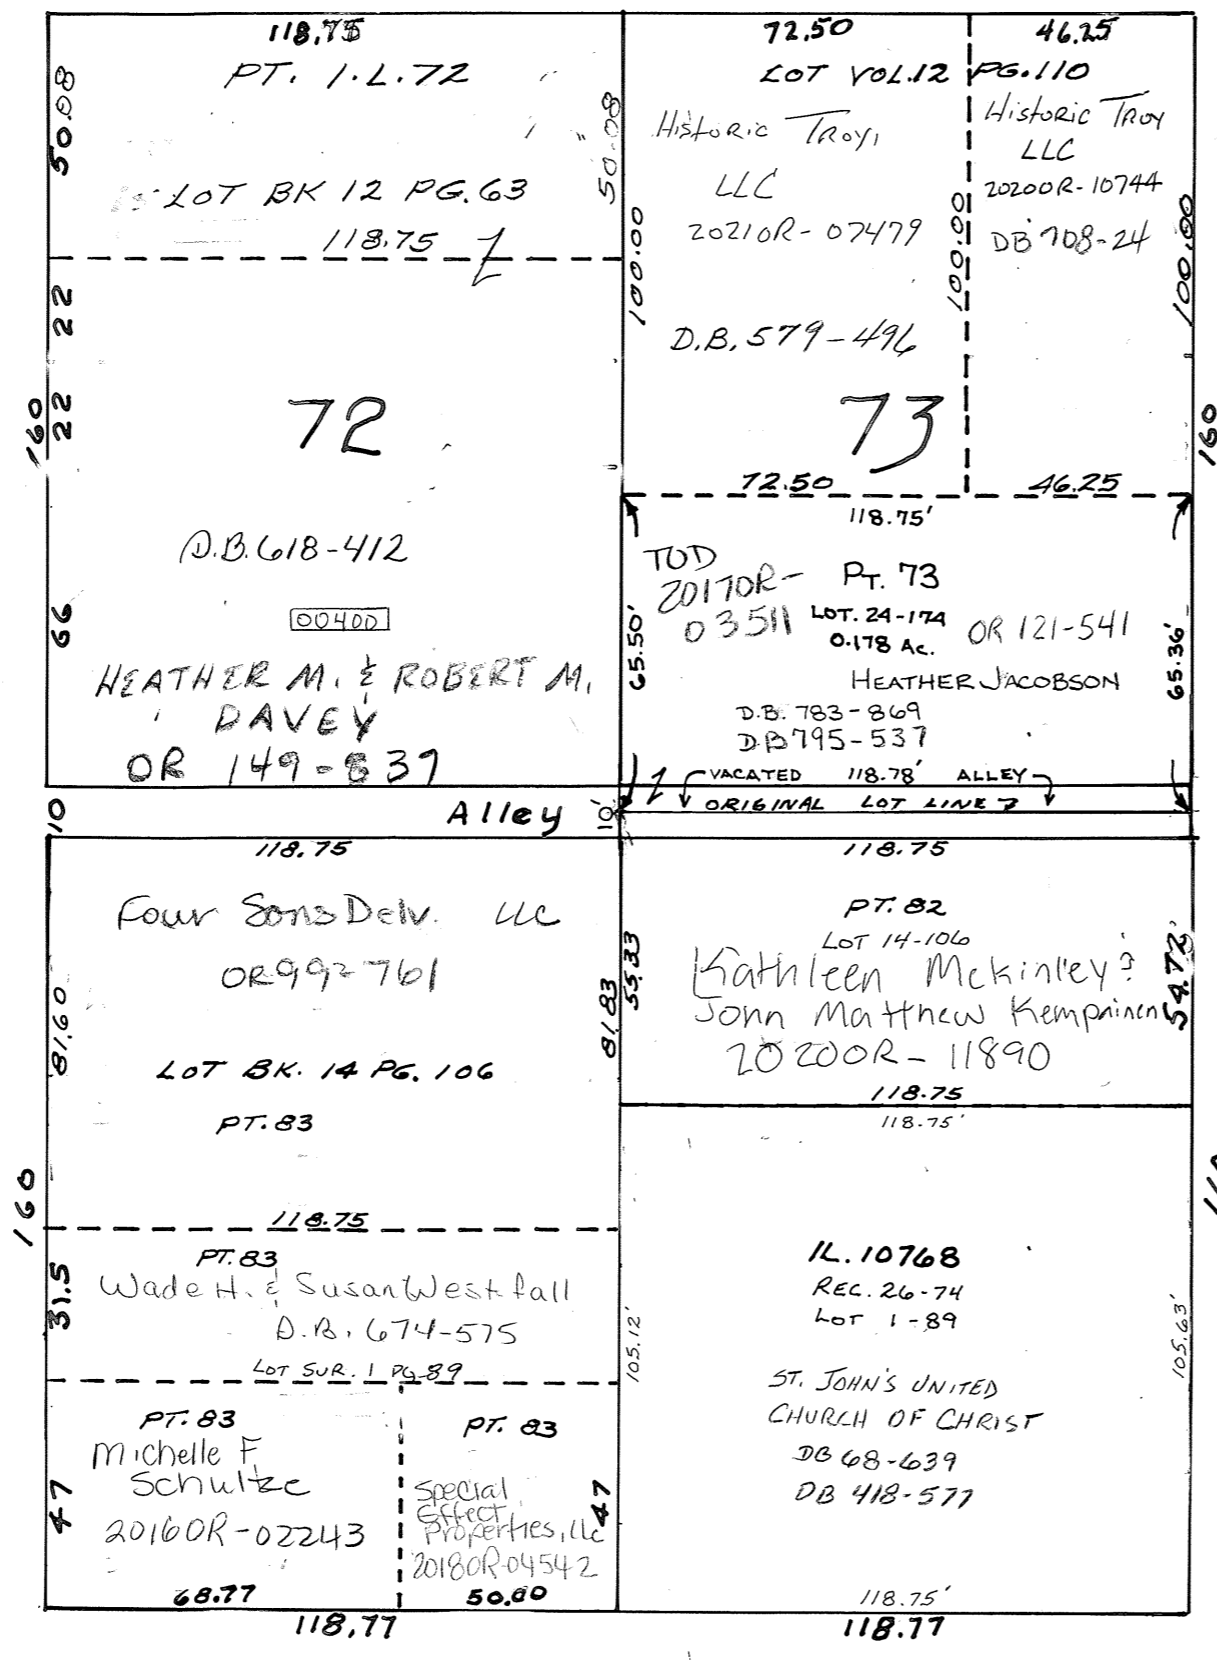 118.75
PT. I.L. 72
50.08
50.08
LOT BK 12 PG. 63
118.75
22
22
160
72
D.B. 618-412
00400
66
HEATHER M. & ROBERT M.
DAVEY
OR 149-837
72.50
46.25
LOT VOL.12 PG.110
Historic Troy,
LLC
20210R-07479
100.00
D.B. 579-496
73
72.50
100.00
Historic Troy
LLC
20200R-10744
DB 708-24
100.00
46.25
160
118.75'
TOD
20170R-
03511
PT. 73
LOT. 24-174
0.178 Ac.
OR 121-541
HEATHER JACOBSON
D.B. 783-869
DB 795-537
65.50'
65.36'
VACATED 118.78' ALLEY
ORIGINAL LOT LINE
10
Alley
10'
118.75
Four Sons Delv. LLC
OR 992-761
81.60
81.83
LOT BK. 14 PG. 106
PT. 83
160
118.75
PT. 83
Wade H. & Susan Westfall
D.B. 674-575
31.5
LOT SUR. 1 PG-89
PT. 83
Michelle F.
Schultze
20160R-02243
47
68.77
PT. 83
Special
Effect
Properties, LLC
20180R-04542
47
50.00
118.77
118.75
PT. 82
LOT 14-106
Kathleen Mckinley &
John Matthew Kempainen
20200R-11890
55.33
54.72'
118.75
118.75'
IL. 10768
REC. 26-74
LOT 1-89
105.12'
105.63'
ST. JOHN'S UNITED
CHURCH OF CHRIST
DB 68-639
DB 418-577
118.75'
118.77